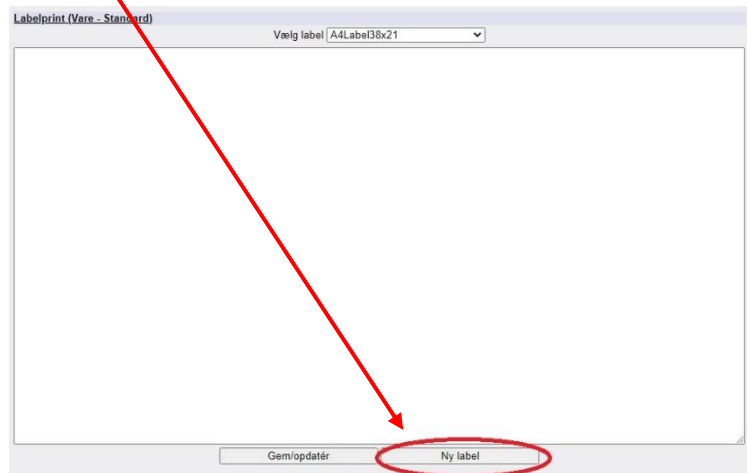 Labelprint (Vare - Standard)
Vælg label A4Label38x21
Gem/opdatér Ny label